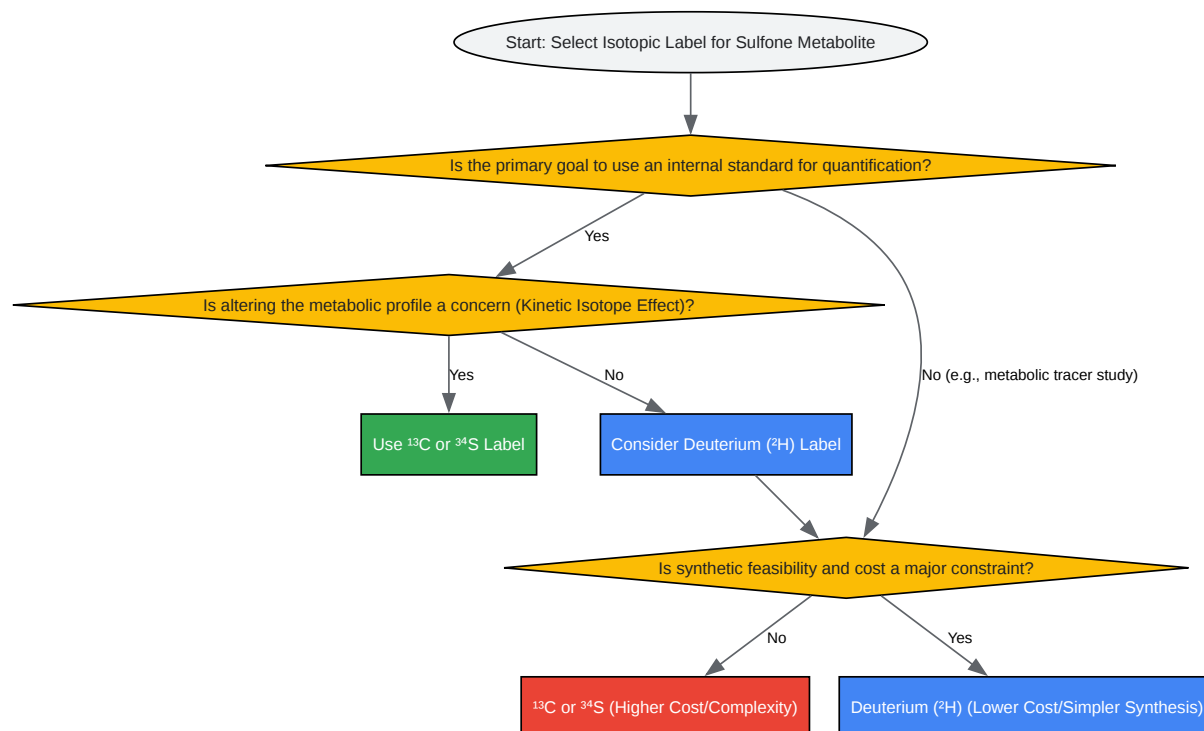 Start: Select Isotopic Label for Sulfone Metabolite
Is the primary goal to use an internal standard for quantification?
Yes
Is altering the metabolic profile a concern (Kinetic Isotope Effect)?
Yes
No
No (e.g., metabolic tracer study)
Use ¹³C or ³⁴S Label
Consider Deuterium (²H) Label
Is synthetic feasibility and cost a major constraint?
No
Yes
¹³C or ³⁴S (Higher Cost/Complexity)
Deuterium (²H) (Lower Cost/Simpler Synthesis)